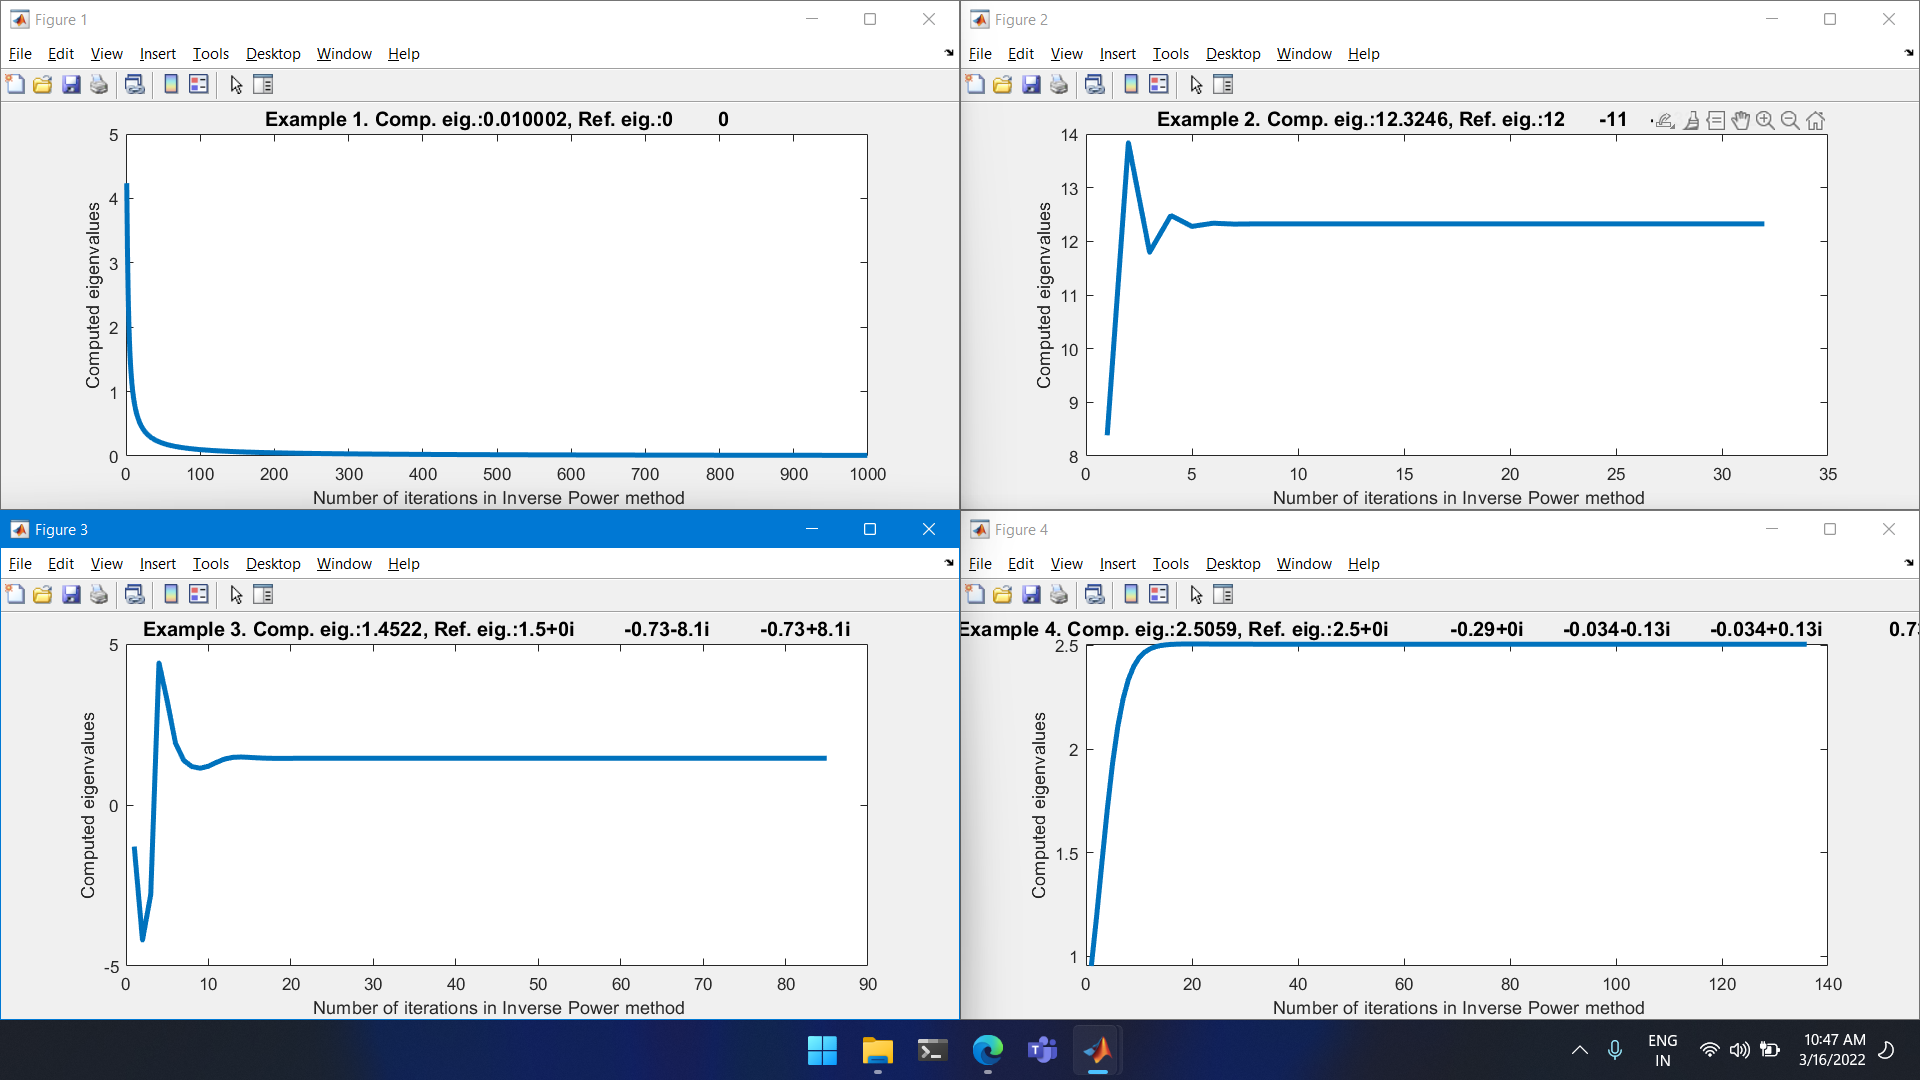 Figure 1
File Edit View Insert Tools Desktop Window Help
Example 1. Comp. eig.:0.010002, Ref. eig.:0 0
5
4
3
2
1
0
Computed eigenvalues
0 100 200 300 400 500 600 700 800 900 1000
Number of iterations in Inverse Power method
Figure 2
File Edit View Insert Tools Desktop Window Help
Example 2. Comp. eig.:12.3246, Ref. eig.:12 -11
14
13
12
11
10
9
8
Computed eigenvalues
0 5 10 15 20 25 30 35
Number of iterations in Inverse Power method
Figure 3
File Edit View Insert Tools Desktop Window Help
Example 3. Comp. eig.:1.4522, Ref. eig.:1.5+0i -0.73-8.1i -0.73+8.1i
5
0
-5
Computed eigenvalues
0 10 20 30 40 50 60 70 80 90
Number of iterations in Inverse Power method
Figure 4
File Edit View Insert Tools Desktop Window Help
Example 4. Comp. eig.:2.5059, Ref. eig.:2.5+0i -0.29+0i -0.034-0.13i -0.034+0.13i
2.5
2
1.5
1
Computed eigenvalues
0 20 40 60 80 100 120 140
Number of iterations in Inverse Power method
ENG
IN
10:47 AM
3/16/2022